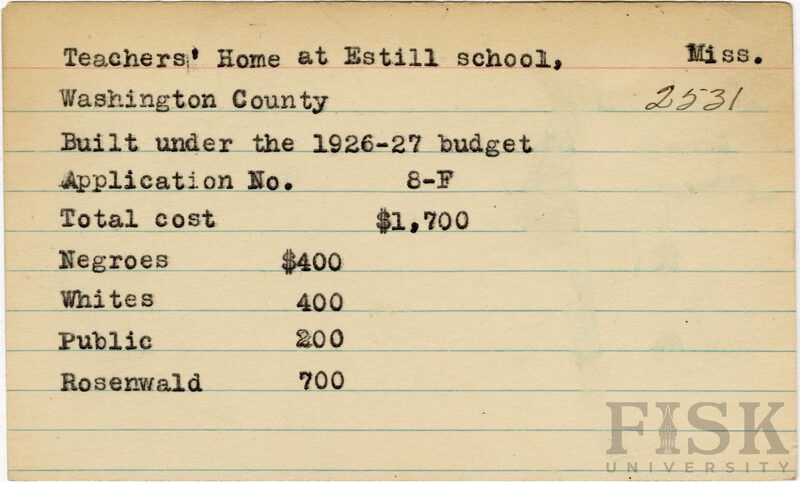 Teachers' Home at Estill school, Miss.
Washington County 2531
Built under the 1926-27 budget
Application No. 8-F
Total cost $1,700
Negroes $400
Whites 400
Public 200
Rosenwald 700
FISK
UNIVERSITY